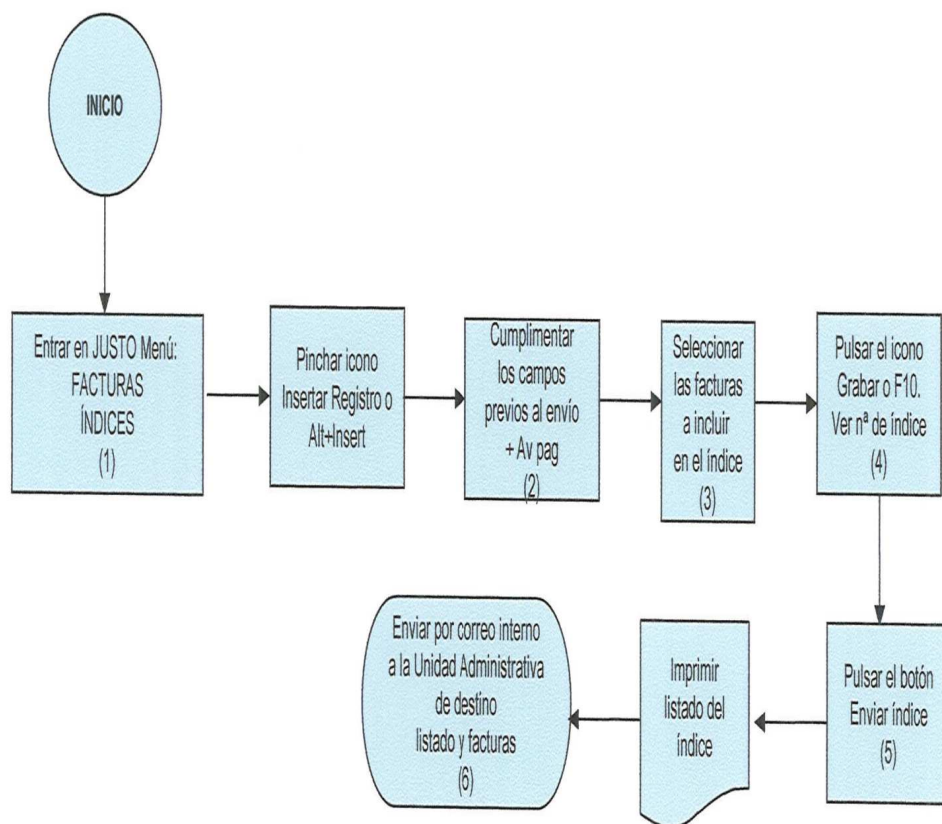 INICIO
Entrar en JUSTO Menú:
FACTURAS
ÍNDICES
(1)
Pinchar icono
Insertar Registro o
Alt+Insert
Cumplimentar
los campos
previos al envío
+ Av pag
(2)
Seleccionar
las facturas
a incluir
en el índice
(3)
Pulsar el icono
Grabar o F10.
Ver nª de índice
(4)
Pulsar el botón
Enviar índice
(5)
Imprimir
listado del
índice
Enviar por correo interno
a la Unidad Administrativa
de destino
listado y facturas
(6)